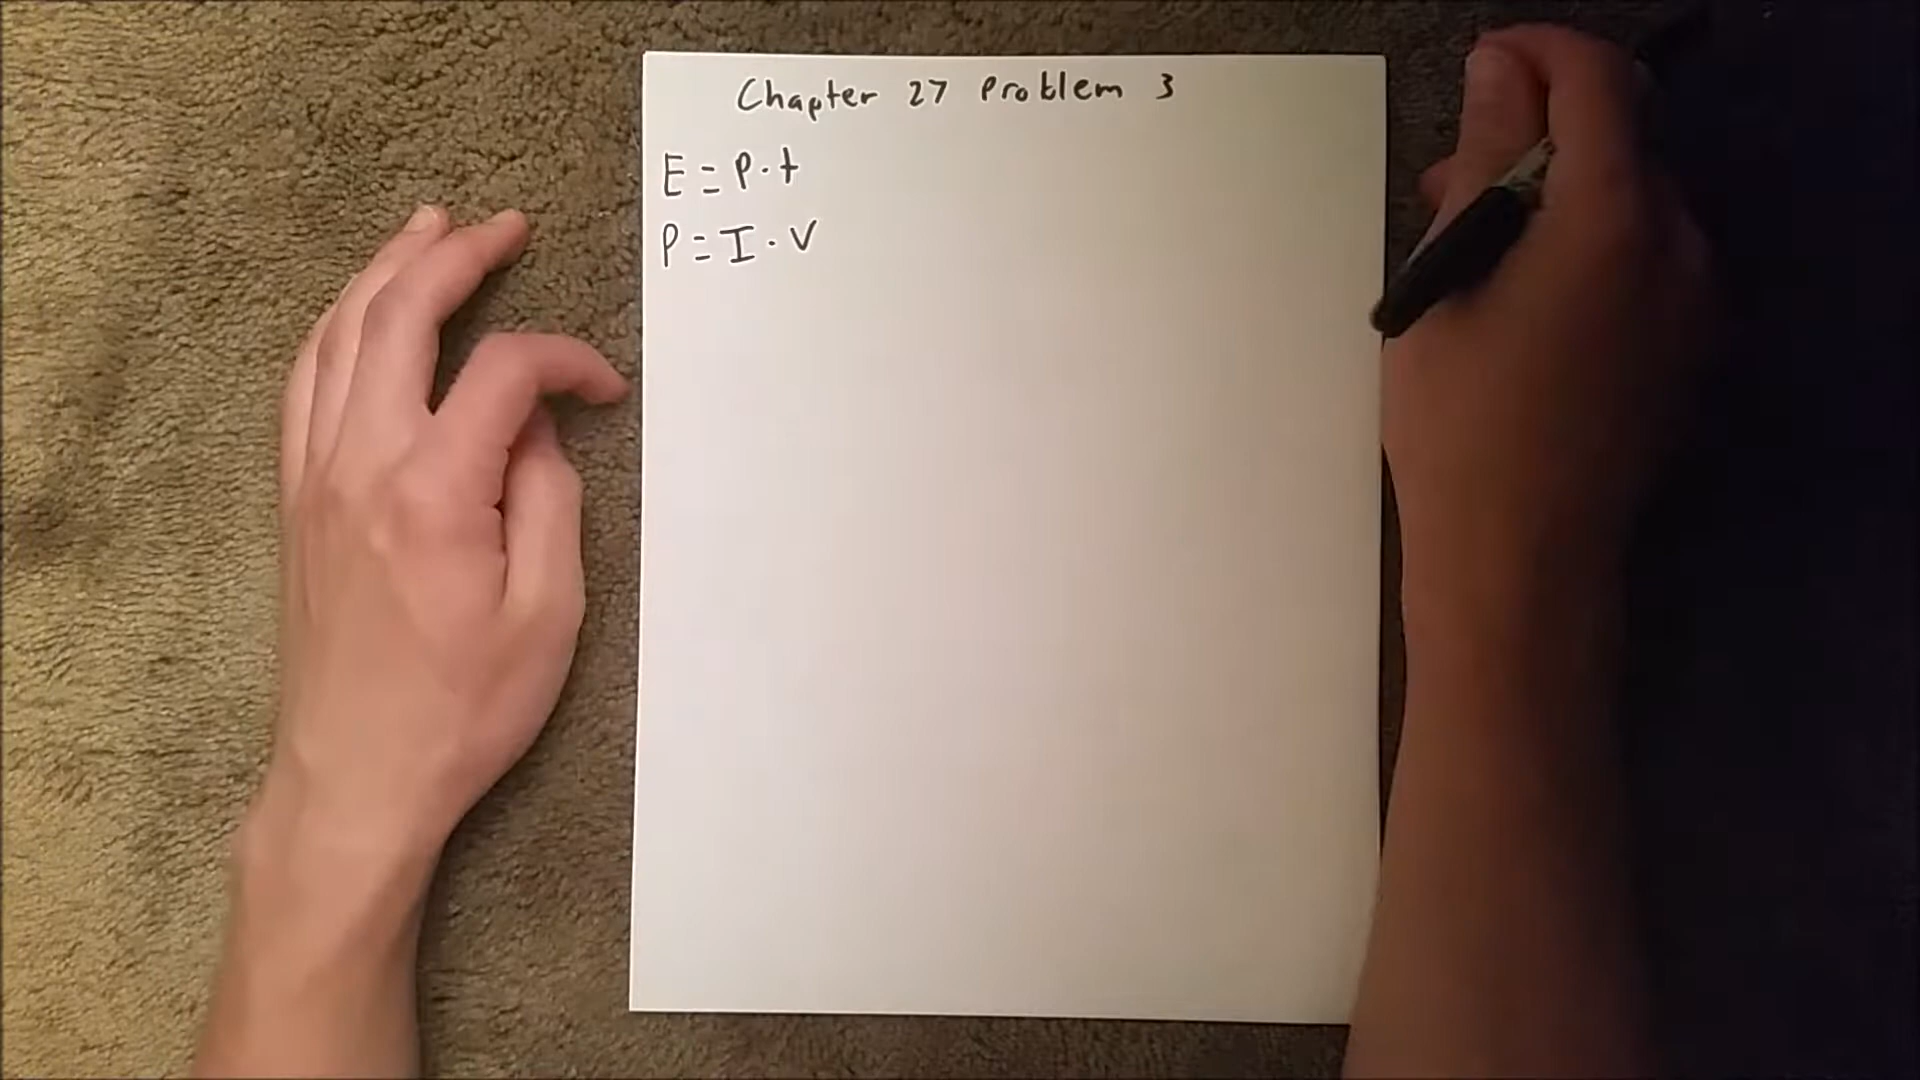 Chapter 27 Problem 3
E = P · t
P = I · V